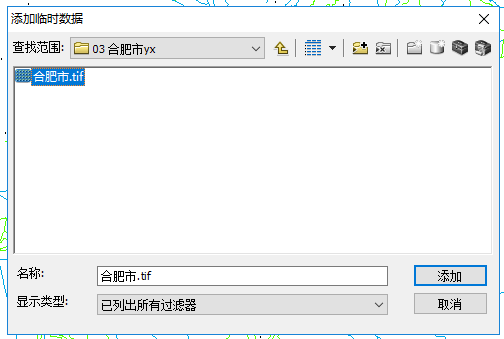 添加临时数据
查找范围: 03 合肥市yx
合肥市.tif
名称: 合肥市.tif 添加
显示类型: 已列出所有过滤器 取消